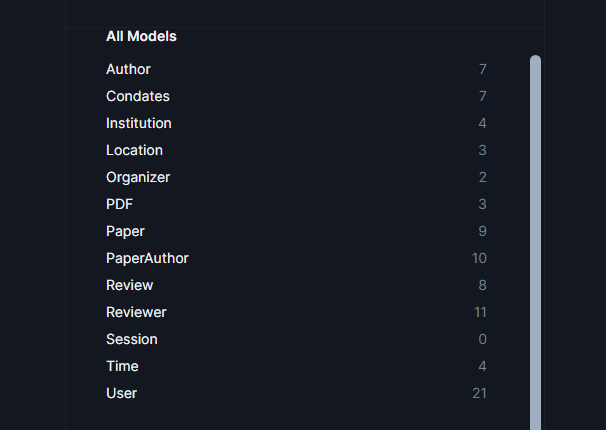 All Models
Author 7
Condates 7
Institution 4
Location 3
Organizer 2
PDF 3
Paper 9
PaperAuthor 10
Review 8
Reviewer 11
Session 0
Time 4
User 21